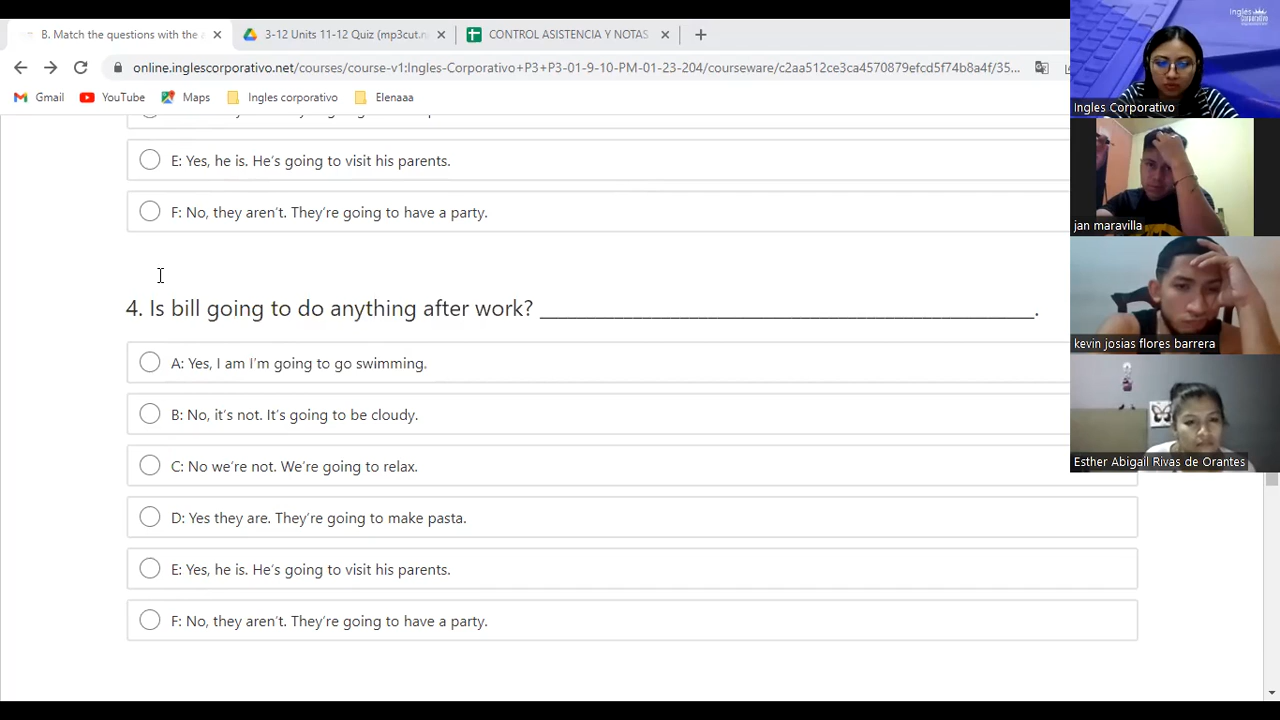 B. Match the questions with the
3-12 Units 11-12 Quiz (mp3cut
CONTROL ASISTENCIA Y NOTAS
online.inglescorporativo.net/courses/course-v1:Ingles-Corporativo+P3+P3-01-9-10-PM-01-23-204/courseware/c2aa512ce3ca4570879efcd5f74b8a4f/35...
Gmail
YouTube
Maps
Ingles corporativo
Elenaaa
E: Yes, he is. He's going to visit his parents.
F: No, they aren't. They're going to have a party.
4. Is bill going to do anything after work? ___________________________________________.
A: Yes, I am I'm going to go swimming.
B: No, it's not. It's going to be cloudy.
C: No we're not. We're going to relax.
D: Yes they are. They're going to make pasta.
E: Yes, he is. He's going to visit his parents.
F: No, they aren't. They're going to have a party.
Inglés
Corporativo
Ingles Corporativo
jan maravilla
kevin josias flores barrera
Esther Abigail Rivas de Orantes